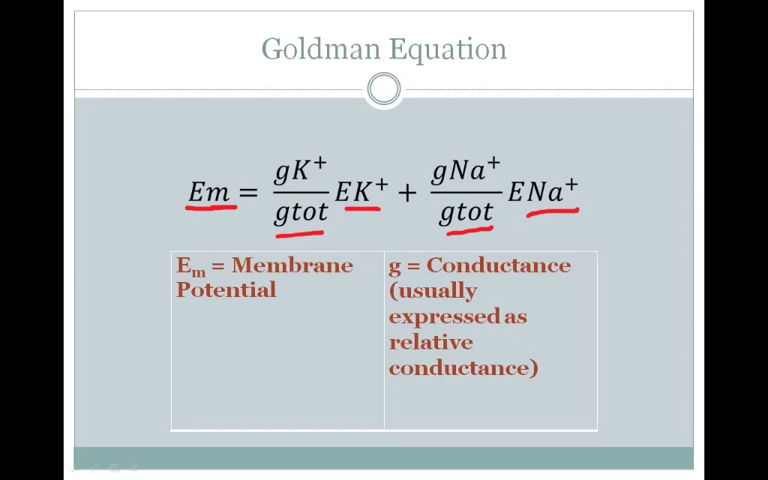 Goldman Equation
Em = gK⁺/gtot EK⁺ + gNa⁺/gtot ENa⁺
Eₘ = Membrane
Potential
g = Conductance
(usually
expressed as
relative
conductance)